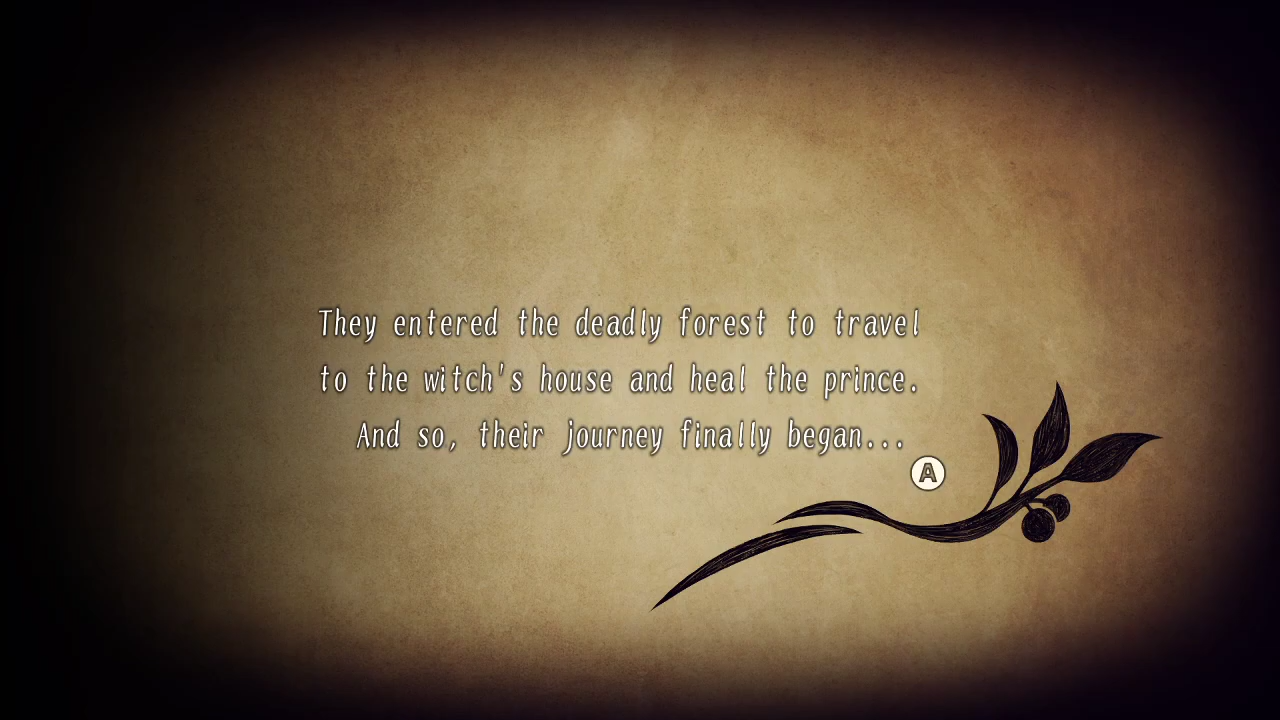 They entered the deadly forest to travel
to the witch's house and heal the prince.
And so, their journey finally began...
A